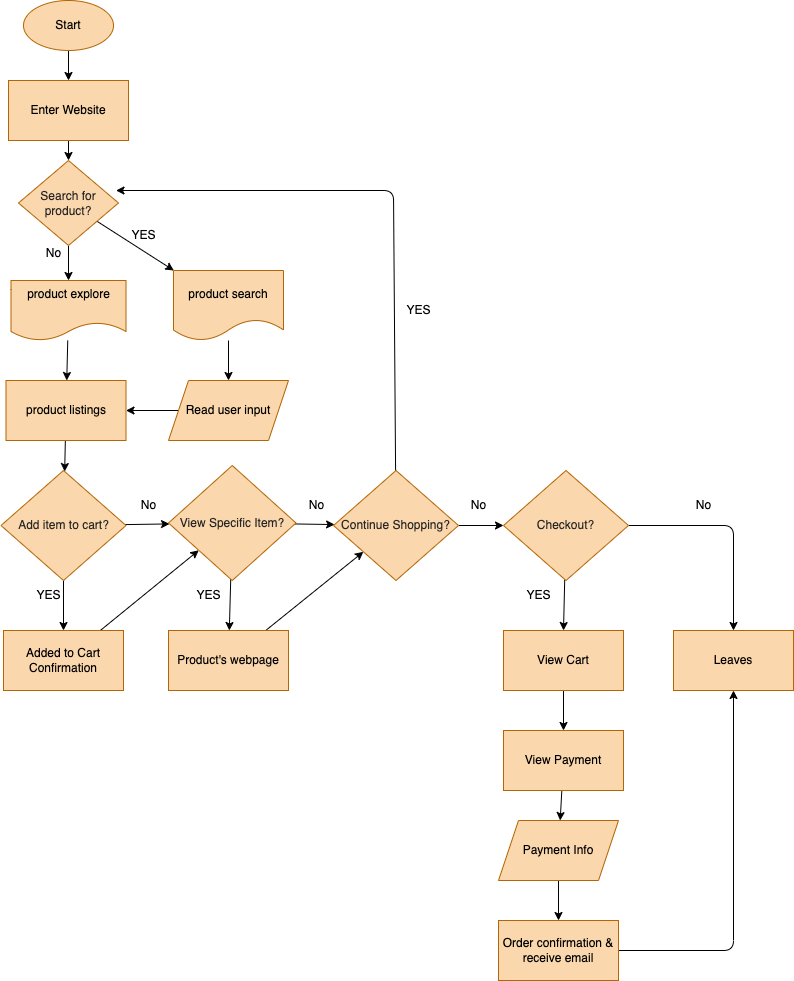 Start
Enter Website
Search for
product?
YES
No
product explore
product search
YES
product listings
Read user input
Add item to cart?
No
View Specific Item?
No
Continue Shopping?
No
Checkout?
No
YES
YES
YES
Added to Cart
Confirmation
Product's webpage
View Cart
Leaves
View Payment
Payment Info
Order confirmation &
receive email